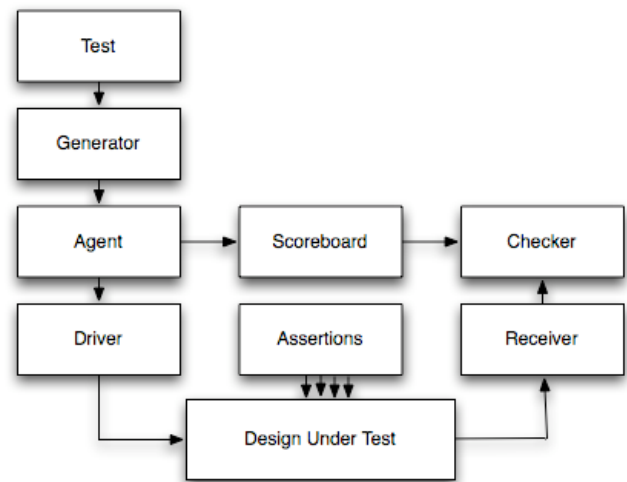 Test
Generator
Agent
Scoreboard
Checker
Driver
Assertions
Receiver
Design Under Test